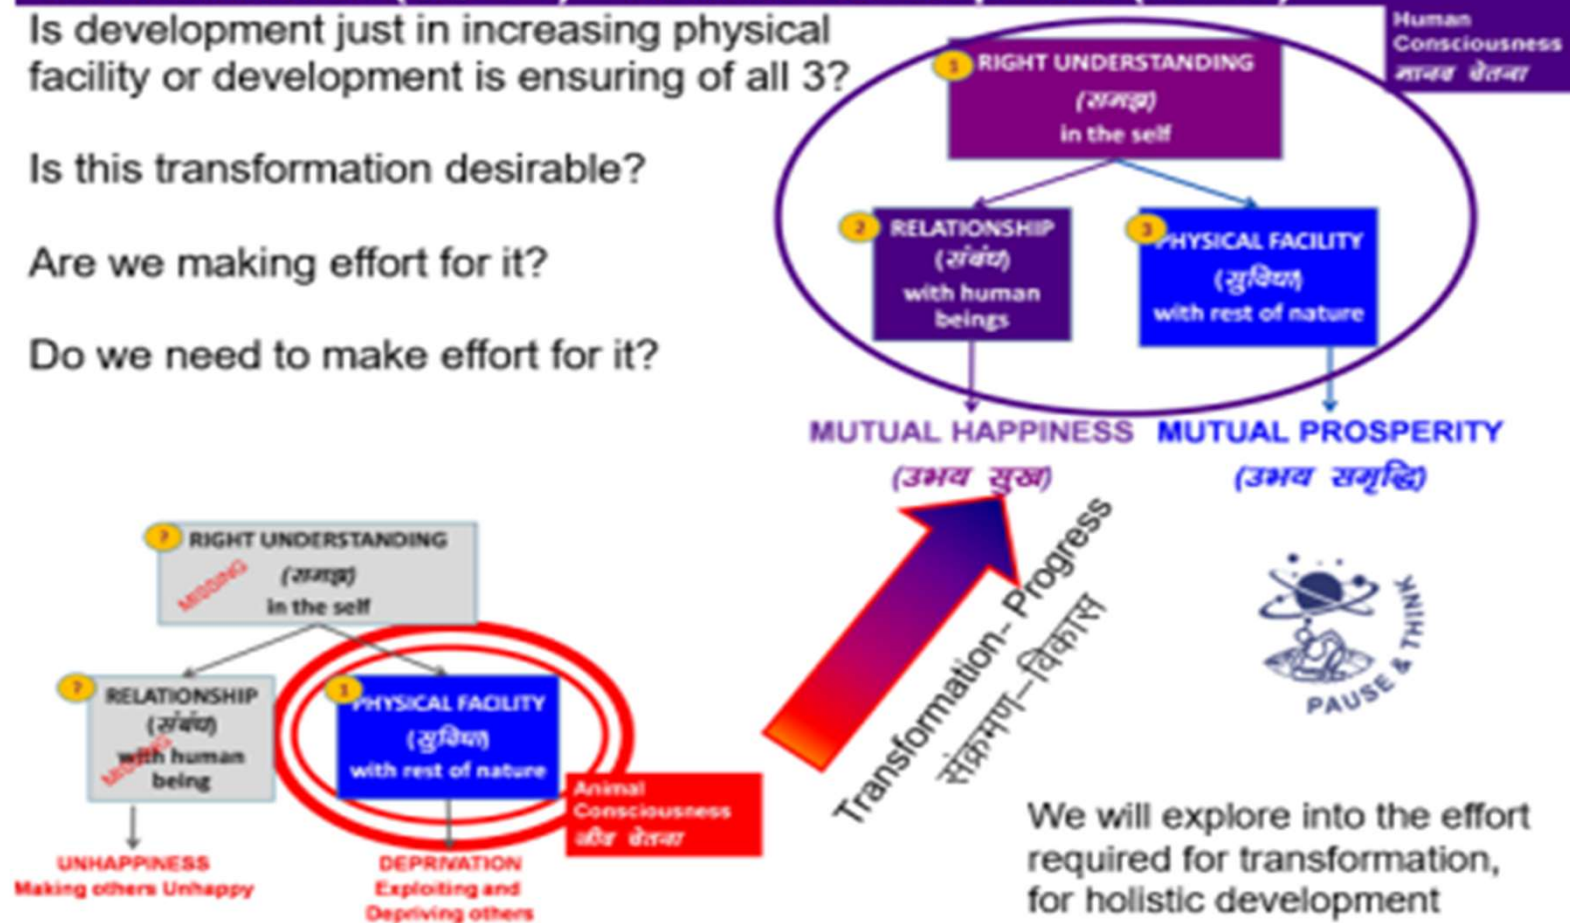 Is development just in increasing physical
facility or development is ensuring of all 3?
Is this transformation desirable?
Are we making effort for it?
Do we need to make effort for it?
Human
Consciousness
मानव चेतना
1
RIGHT UNDERSTANDING
(समझ)
in the self
2
RELATIONSHIP
(संबंध)
with human
beings
3
PHYSICAL FACILITY
(सुविधा)
with rest of nature
MUTUAL HAPPINESS
(उभय सुख)
MUTUAL PROSPERITY
(उभय समृद्धि)
?
RIGHT UNDERSTANDING
MISSING
(समझ)
in the self
?
RELATIONSHIP
(संबंध)
MISSING
with human
being
1
PHYSICAL FACILITY
(सुविधा)
with rest of nature
Animal
Consciousness
जीव चेतना
UNHAPPINESS
Making others Unhappy
DEPRIVATION
Exploiting and
Depriving others
Transformation- Progress
संक्रमण–विकास
PAUSE & THINK
We will explore into the effort
required for transformation,
for holistic development